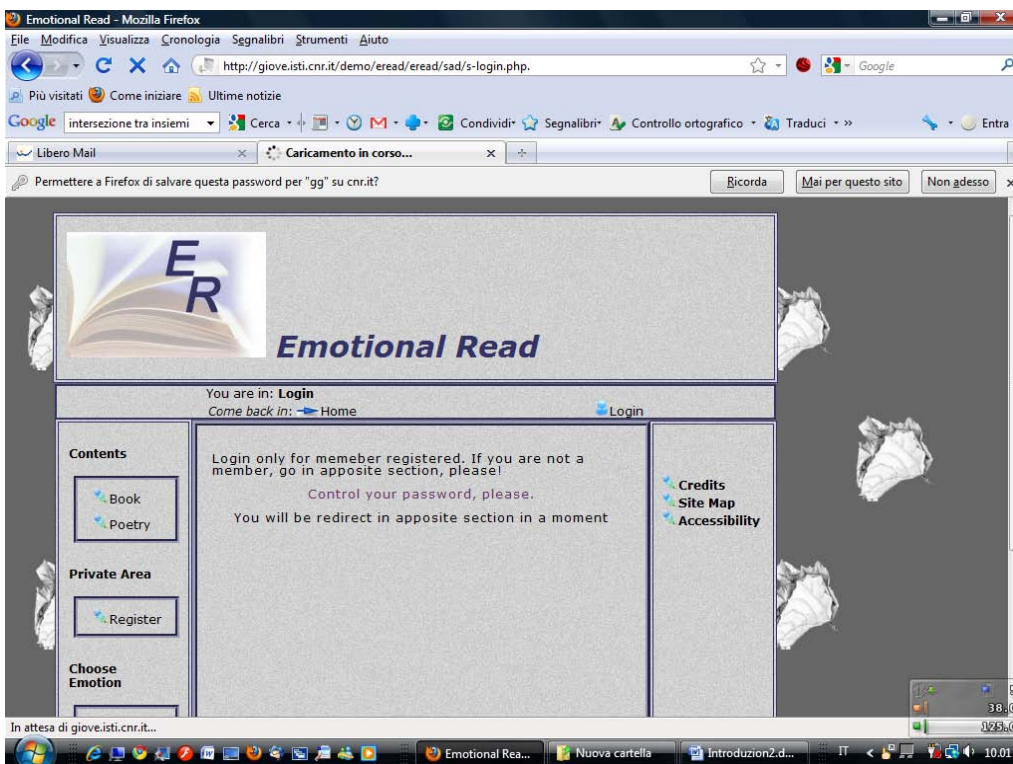 Emotional Read - Mozilla Firefox
File Modifica Visualizza Cronologia Segnalibri Strumenti Aiuto
http://giove.isti.cnr.it/demo/eread/eread/sad/s-login.php.
Google
Più visitati Come iniziare Ultime notizie
Google intersezione tra insiemi Cerca Condividi Segnalibri Controllo ortografico Traduci » Entra
Libero Mail Caricamento in corso...
Permettere a Firefox di salvare questa password per "gg" su cnr.it? Ricorda Mai per questo sito Non adesso
E
R
Emotional Read
You are in: Login
Come back in: Home Login
Contents
Book
Poetry
Private Area
Register
Choose
Emotion
Login only for memeber registered. If you are not a
member, go in apposite section, please!
Control your password, please.
You will be redirect in apposite section in a moment
Credits
Site Map
Accessibility
In attesa di giove.isti.cnr.it...
Emotional Rea... Nuova cartella Introduzion2.d... IT < 10.01